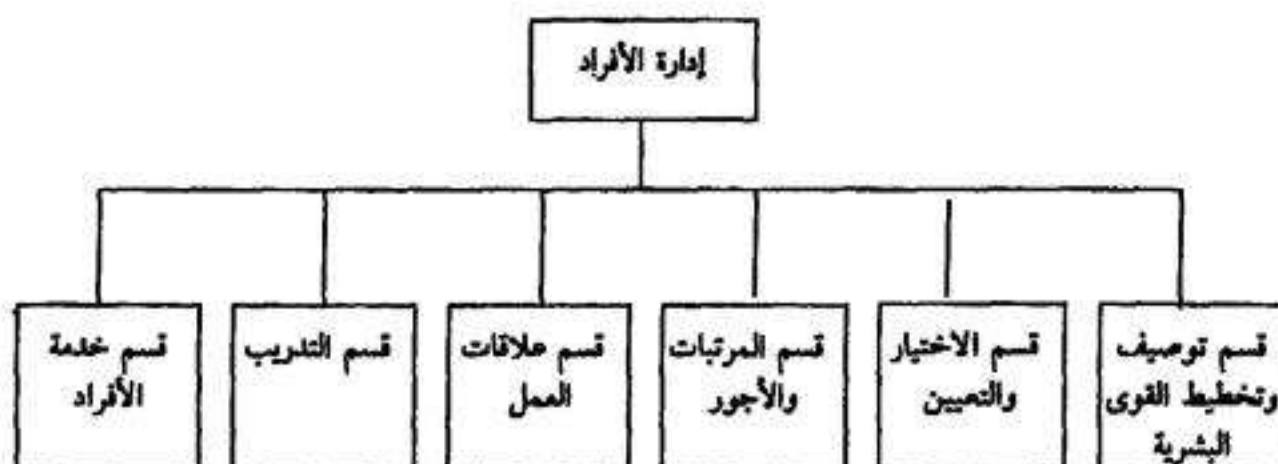 إدارة الأفراد
قسم توصيف
وتخطيط القوى
البشرية
قسم الاختيار
والتعيين
قسم المرتبات
والأجور
قسم علاقات
العمل
قسم التدريب
قسم خدمة
الأفراد